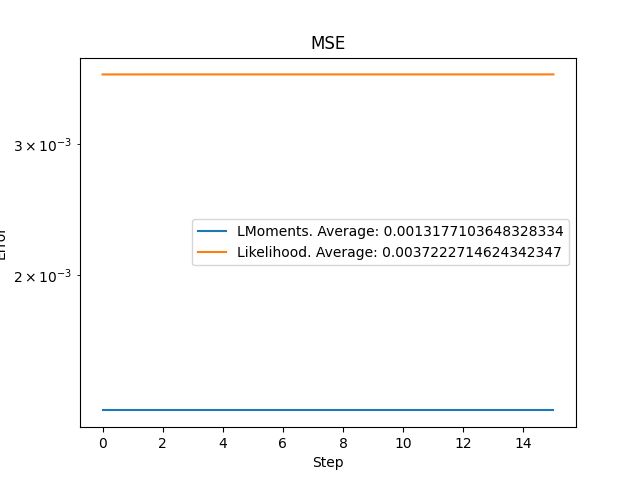 MSE
3 × 10⁻³
Error
LMoments. Average: 0.0013177103648328334
Likelihood. Average: 0.0037222714624342347
2 × 10⁻³
0 2 4 6 8 10 12 14
Step